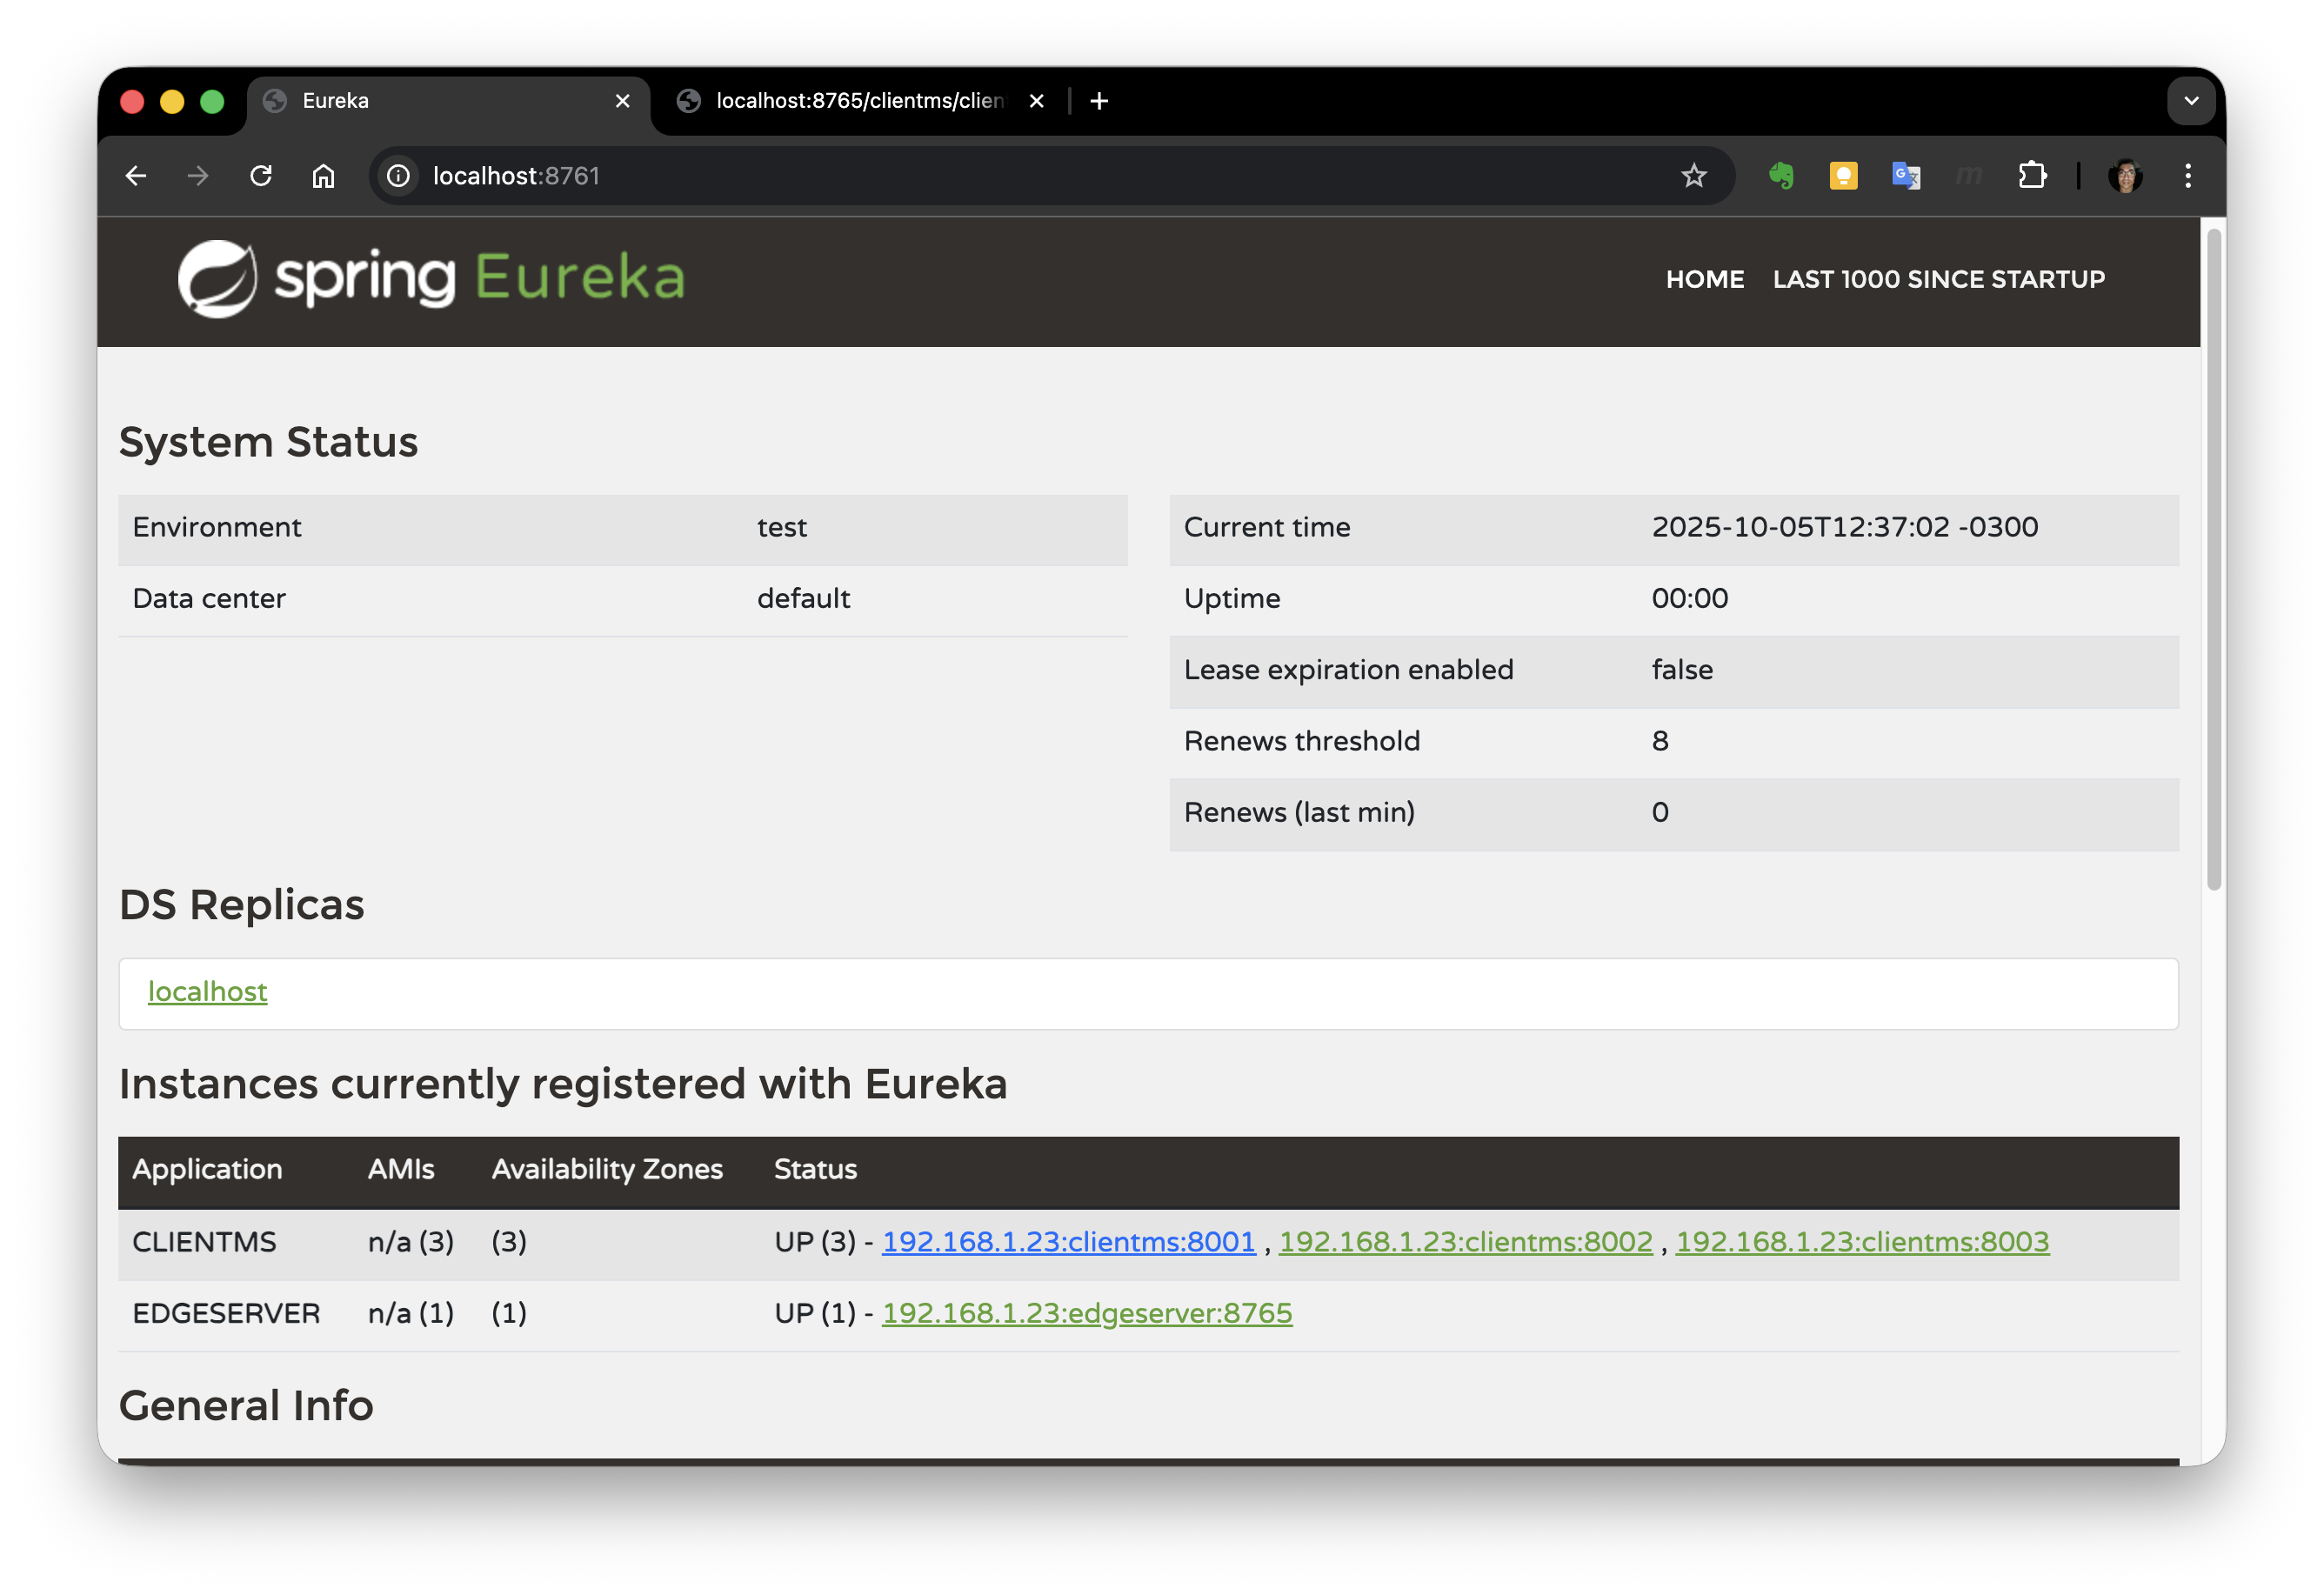 Eureka
localhost:8765/clientms/clien
localhost:8761
spring Eureka
HOME LAST 1000 SINCE STARTUP
System Status
Environment test
Data center default
Current time 2025-10-05T12:37:02 -0300
Uptime 00:00
Lease expiration enabled false
Renews threshold 8
Renews (last min) 0
DS Replicas
localhost
Instances currently registered with Eureka
Application AMIs Availability Zones Status
CLIENTMS n/a (3) (3) UP (3) - 192.168.1.23:clientms:8001 , 192.168.1.23:clientms:8002 , 192.168.1.23:clientms:8003
EDGESERVER n/a (1) (1) UP (1) - 192.168.1.23:edgeserver:8765
General Info